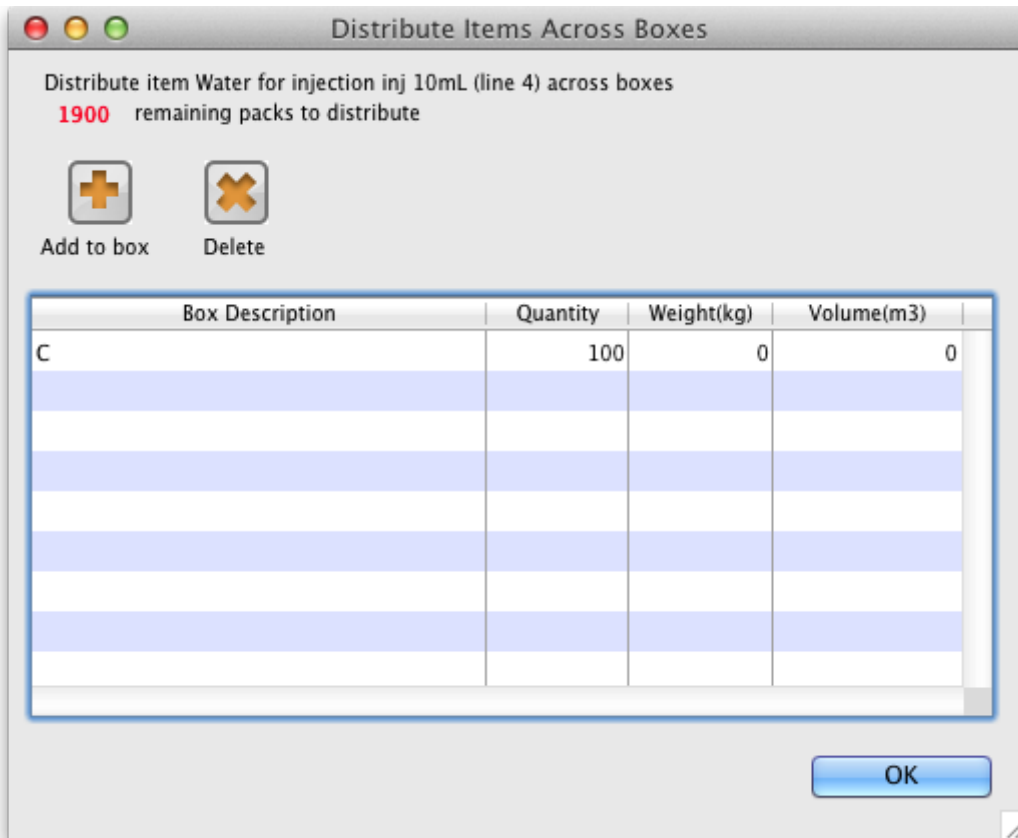 Distribute Items Across Boxes
Distribute item Water for injection inj 10mL (line 4) across boxes
1900 remaining packs to distribute
Add to box Delete
Box Description Quantity Weight(kg) Volume(m3)
C 100 0 0
OK